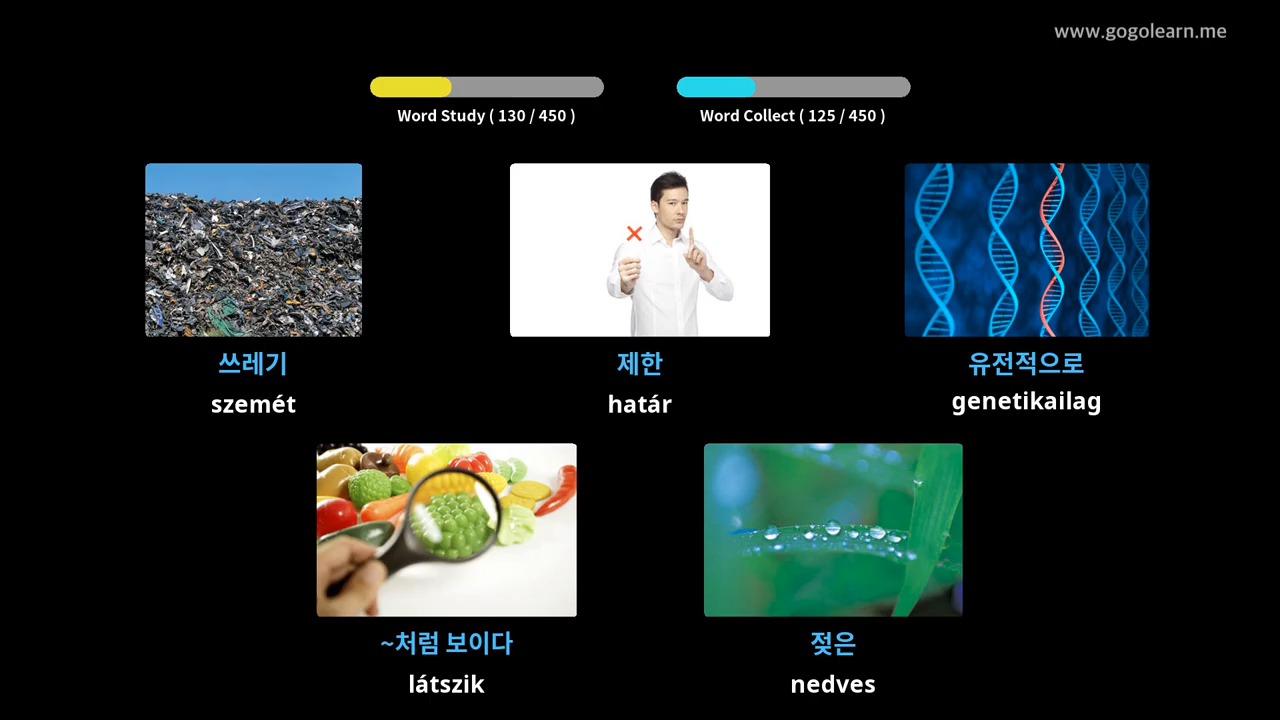 www.gogolearn.me
Word Study ( 130 / 450 )
Word Collect ( 125 / 450 )
쓰레기
szemét
제한
határ
유전적으로
genetikailag
~처럼 보이다
látszik
젖은
nedves